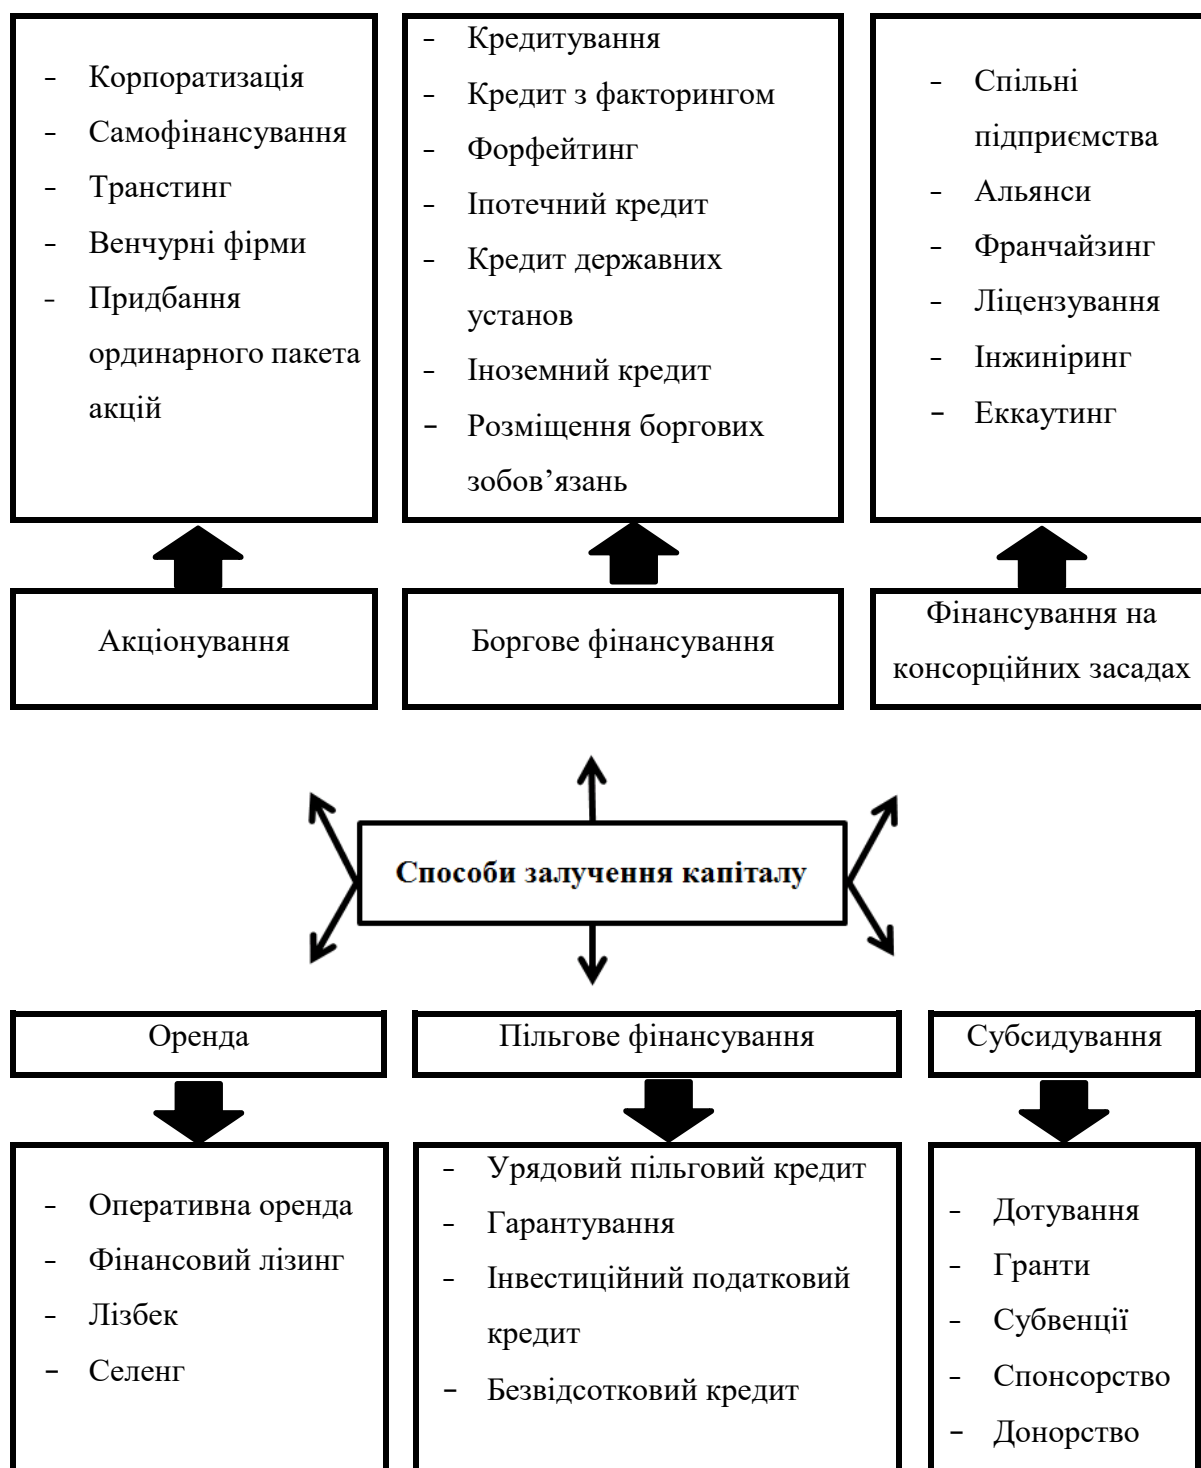 - Корпоратизація
- Самофінансування
- Транстинг
- Венчурні фірми
- Придбання
ординарного пакета
акцій
- Кредитування
- Кредит з факторингом
- Форфейтинг
- Іпотечний кредит
- Кредит державних
установ
- Іноземний кредит
- Розміщення боргових
зобов’язань
- Спільні
підприємства
- Альянси
- Франчайзинг
- Ліцензування
- Інжиніринг
- Еккаутинг
Акціонування
Боргове фінансування
Фінансування на
консорційних засадах
Способи залучення капіталу
Оренда
Пільгове фінансування
Субсидування
- Оперативна оренда
- Фінансовий лізинг
- Лізбек
- Селенг
- Урядовий пільговий кредит
- Гарантування
- Інвестиційний податковий
кредит
- Безвідсотковий кредит
- Дотування
- Гранти
- Субвенції
- Спонсорство
- Донорство